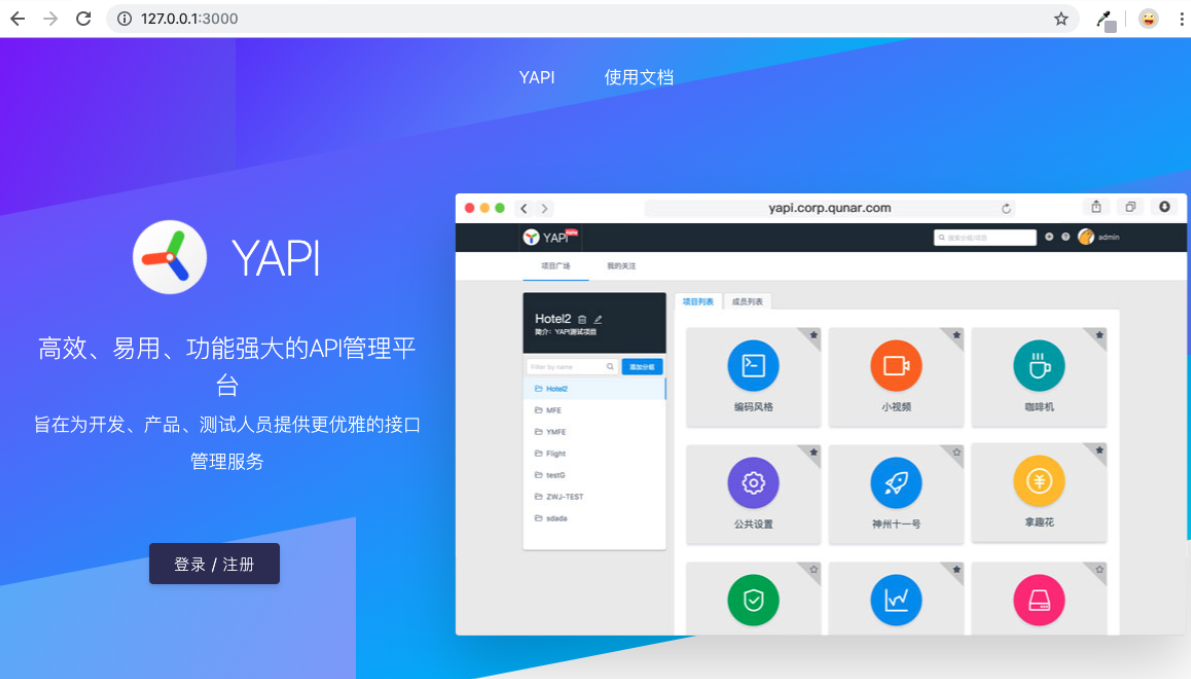 127.0.0.1:3000
YAPI
使用文档
YAPI
高效、易用、功能强大的API管理平
台
旨在为开发、产品、测试人员提供更优雅的接口
管理服务
登录 / 注册
yapi.corp.qunar.com
YAPI
搜索分组/项目
admin
项目广场
我的关注
Hotel2
简介：YAPI测试项目
项目列表
成员列表
Filter by name
添加分组
Hotel2
MFE
YMFE
Flight
testG
ZWJ-TEST
sdada
编码风格
小视频
咖啡机
公共设置
神州十一号
拿趣花